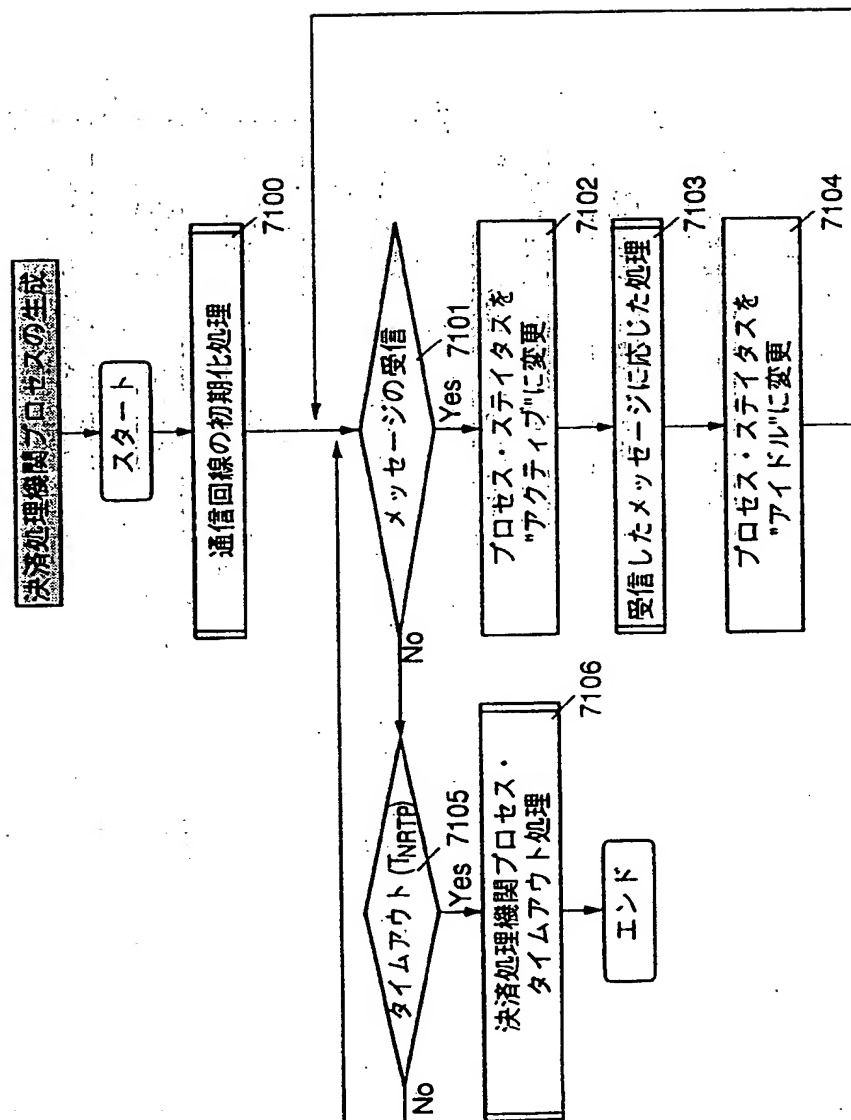 決済処理機関プロセスの生成
スタート
通信回線の初期化処理
7100
メッセージの受信
7101
Yes
No
プロセス・ステイタスを
"アクティブ"に変更
7102
受信したメッセージに応じた処理
7103
プロセス・ステイタスを
"アイドル"に変更
7104
タイムアウト(TNRTP)
7105
Yes
No
決済処理機関プロセス・
タイムアウト処理
7106
エンド